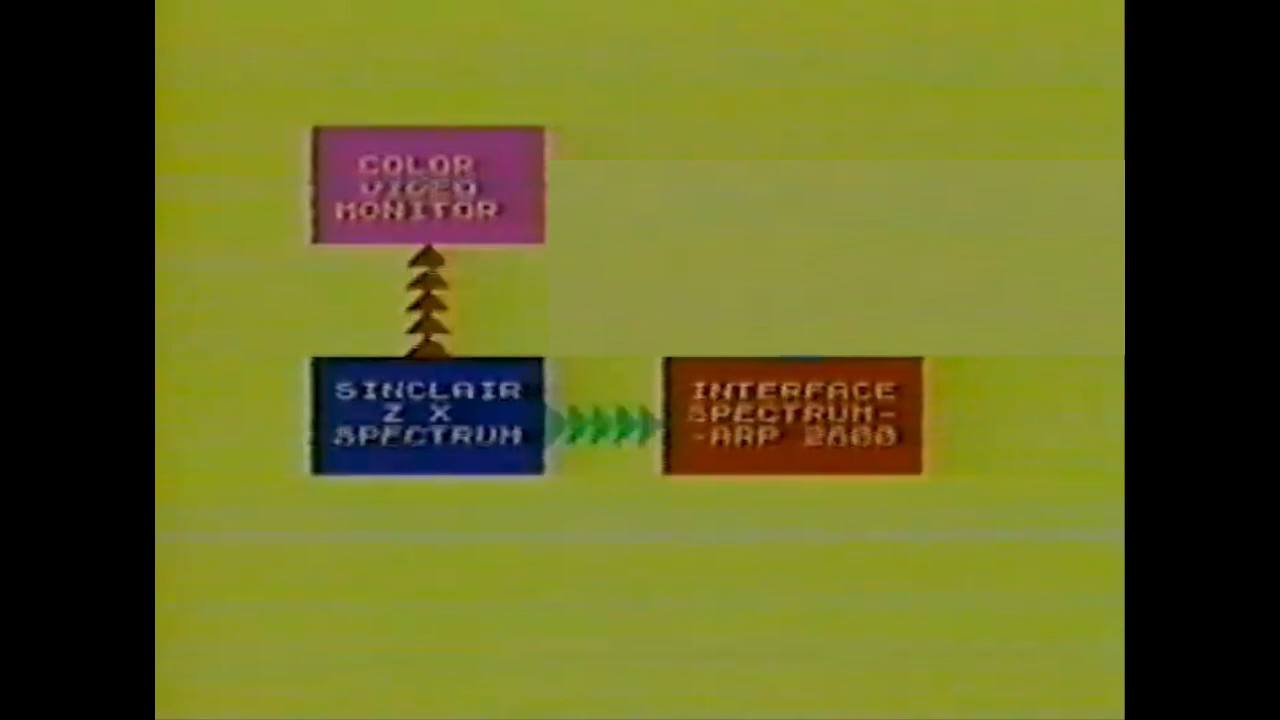 COLOR
VIDEO
MONITOR
SINCLAIR
Z X
SPECTRUM
INTERFACE
SPECTRUM-
-ARP 2600